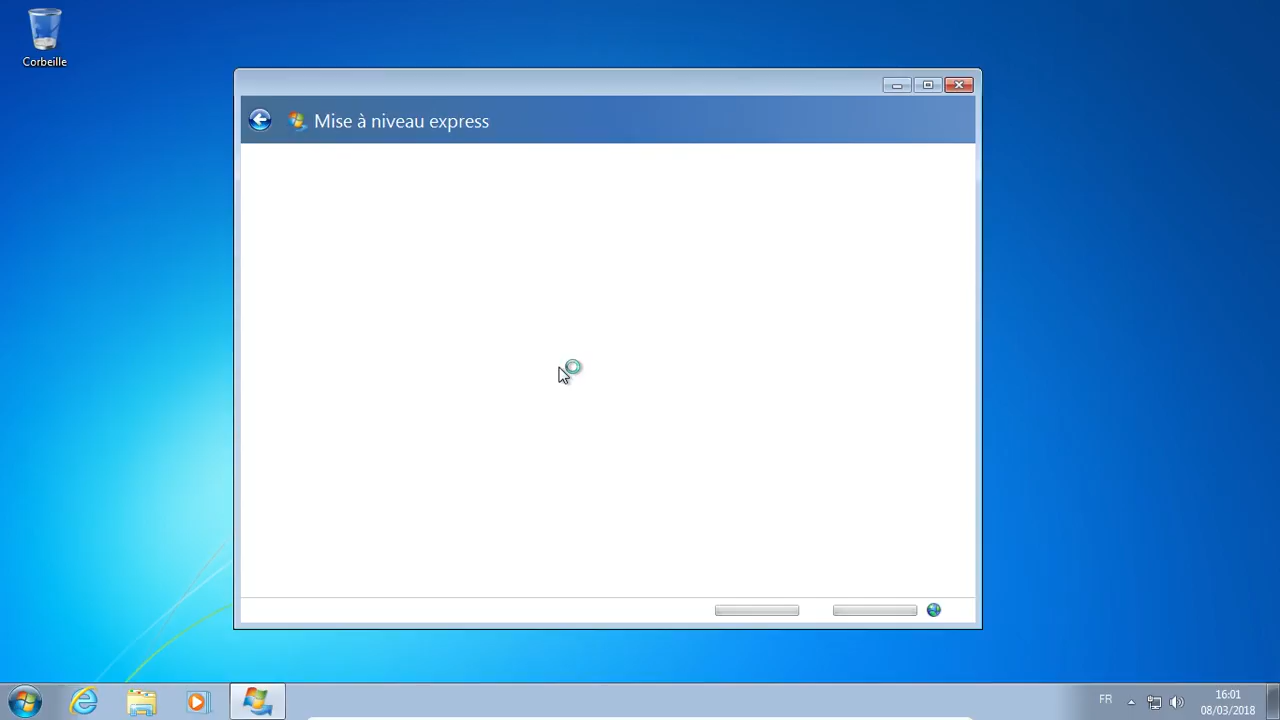 Corbeille
Mise à niveau express
FR
16:01
08/03/2018